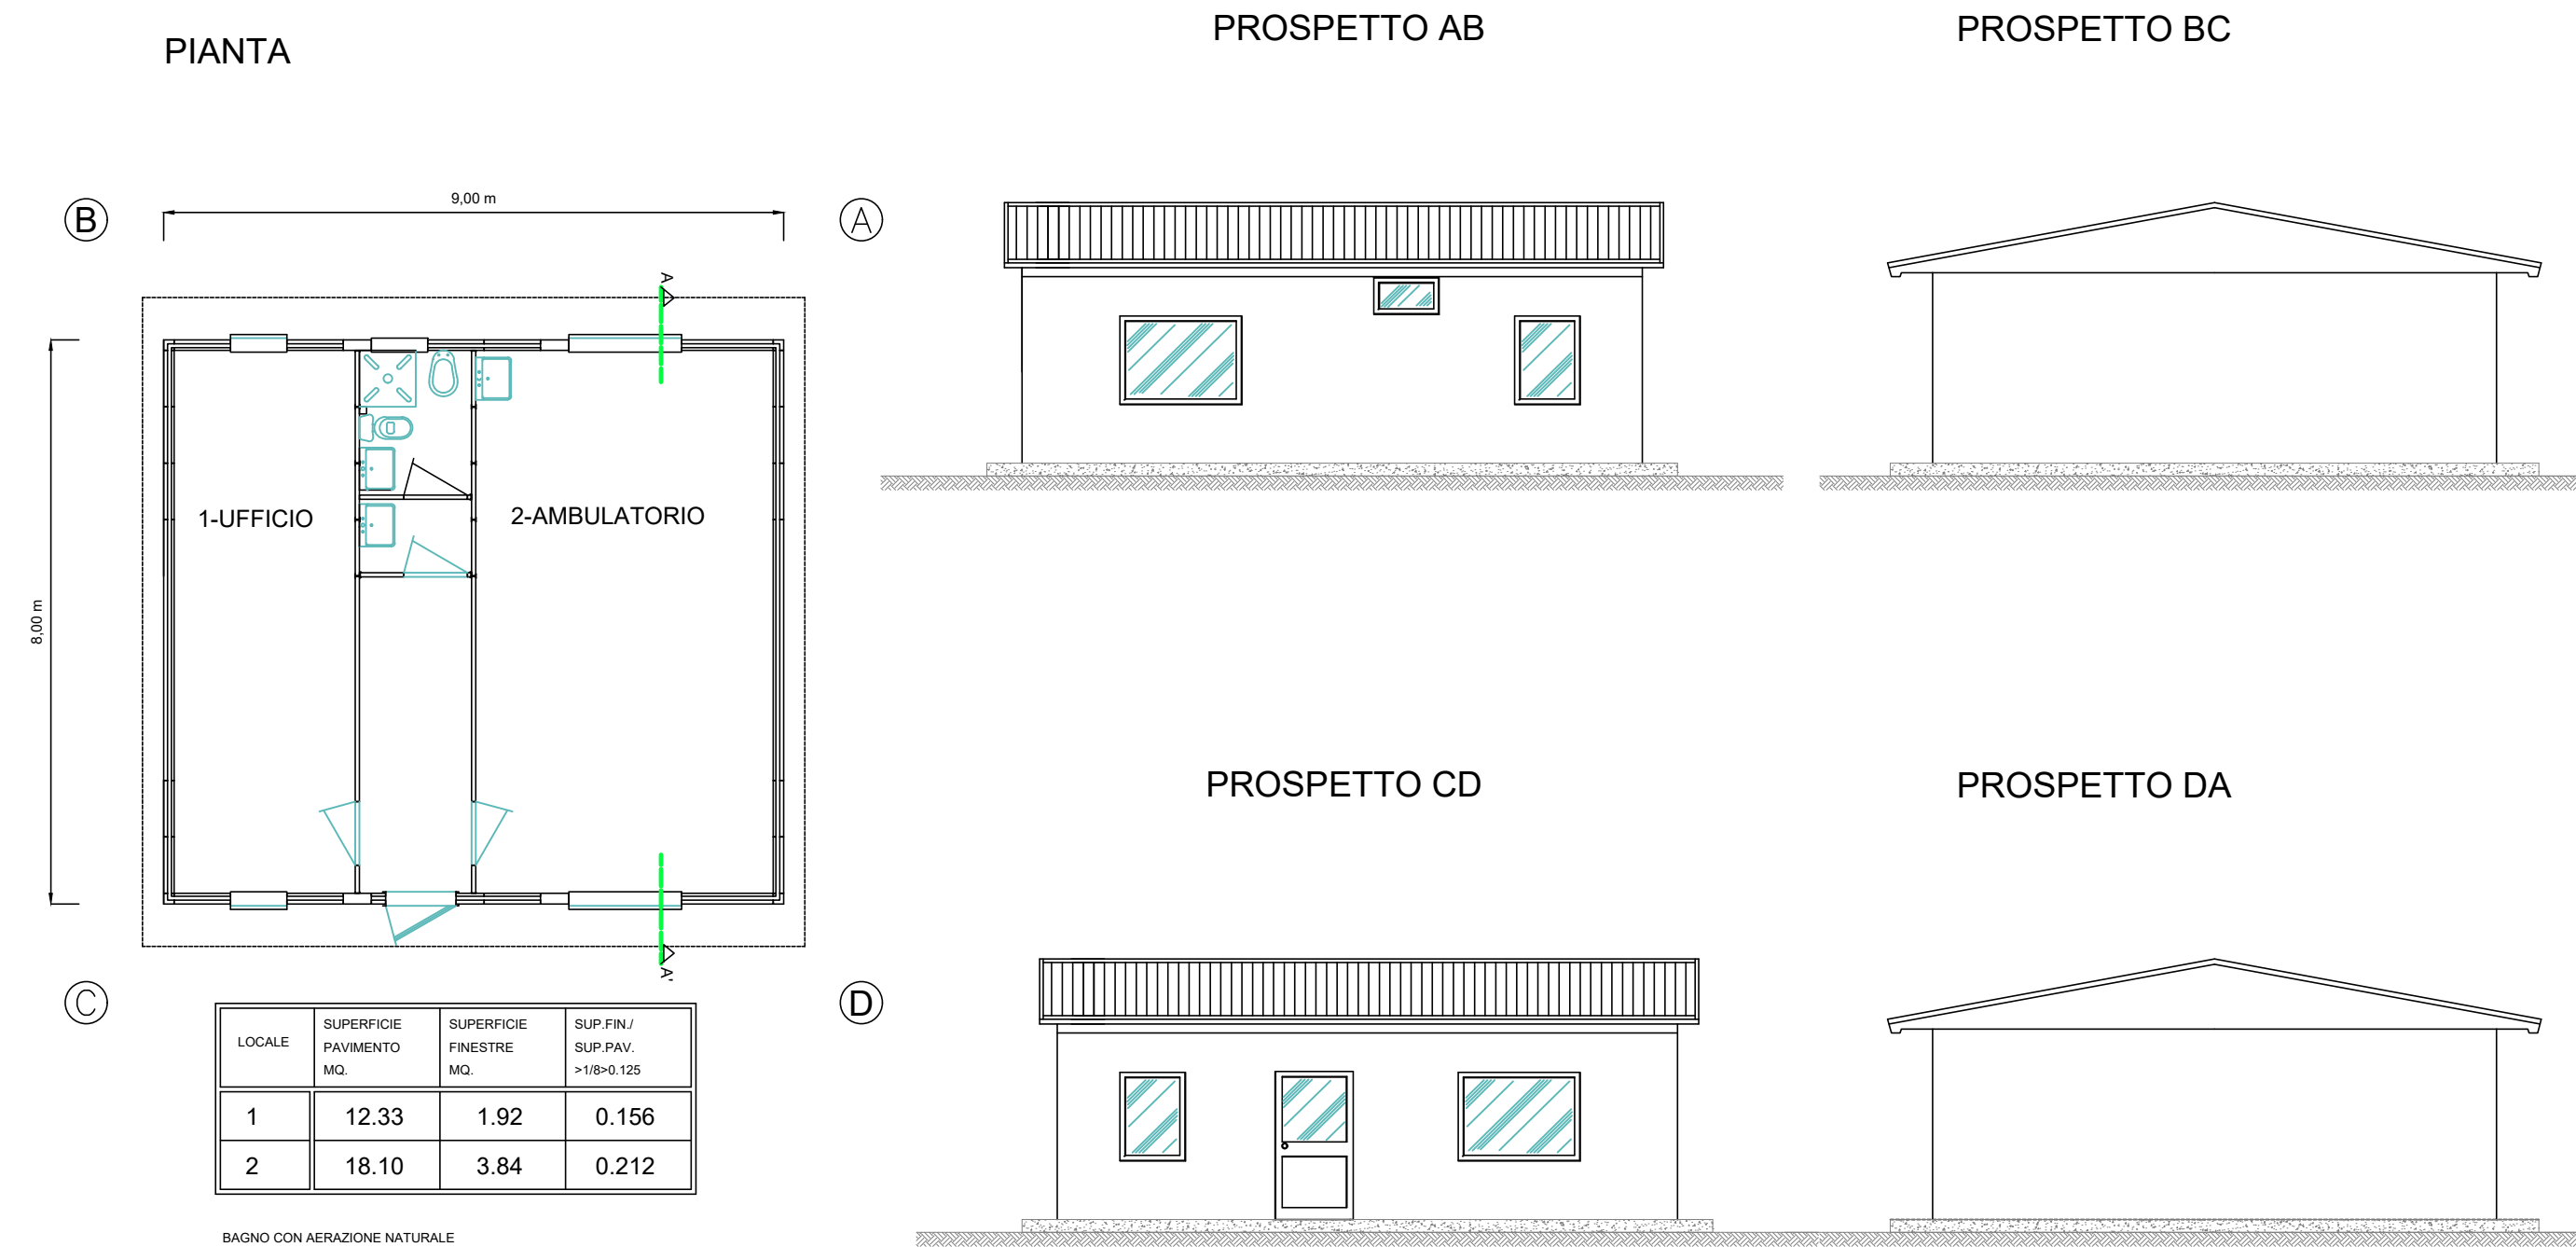 PIANTA
PROSPETTO AB
PROSPETTO BC
B
9,00 m
A
A
8,00 m
1-UFFICIO
2-AMBULATORIO
A'
C
D
PROSPETTO CD
PROSPETTO DA
LOCALE
SUPERFICIE
PAVIMENTO
MQ.
SUPERFICIE
FINESTRE
MQ.
SUP.FIN./
SUP.PAV.
>1/8>0.125
1 12.33 1.92 0.156
2 18.10 3.84 0.212
BAGNO CON AERAZIONE NATURALE